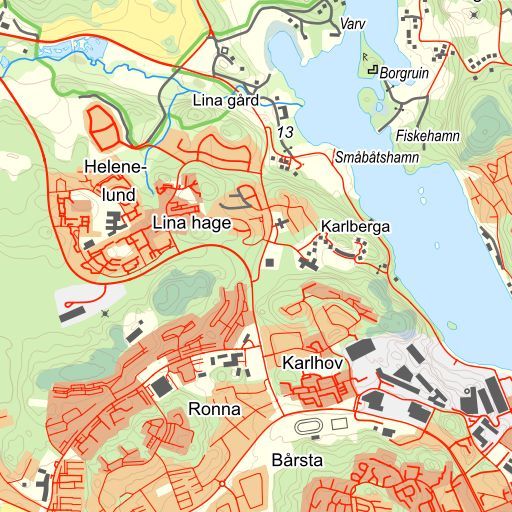 Varv
Borgruin
Lina gård
Fiskehamn
13
Småbåtshamn
Helene-
lund
Lina hage
Karlberga
Karlhov
Ronna
Bårsta